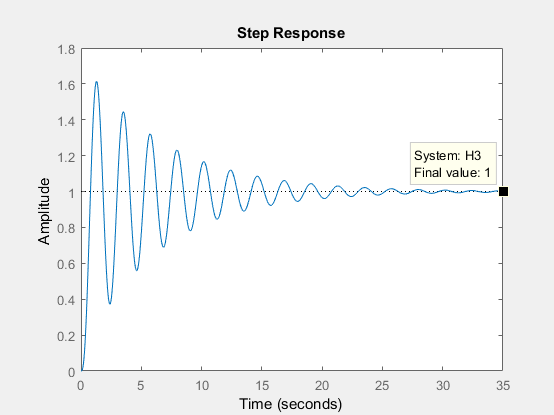 Step Response
1.8
1.6
1.4
1.2
1
0.8
0.6
0.4
0.2
0
Amplitude
System: H3
Final value: 1
0 5 10 15 20 25 30 35
Time (seconds)